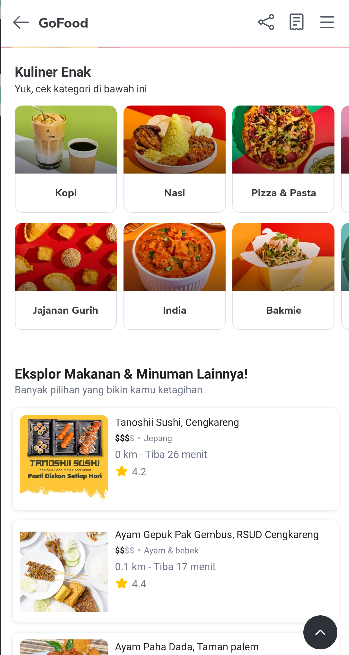 GoFood
Kuliner Enak
Yuk, cek kategori di bawah ini
Kopi
Nasi
Pizza & Pasta
Jajanan Gurih
India
Bakmie
Eksplor Makanan & Minuman Lainnya!
Banyak pilihan yang bikin kamu ketagihan
TANOSHII SUSHI
Pasti Diskon Setiap Hari
Tanoshii Sushi, Cengkareng
$$$$ • Jepang
0 km • Tiba 26 menit
4.2
Ayam Gepuk Pak Gembus, RSUD Cengkareng
$$$$ • Ayam & bebek
0.1 km • Tiba 17 menit
4.4
Ayam Paha Dada, Taman palem